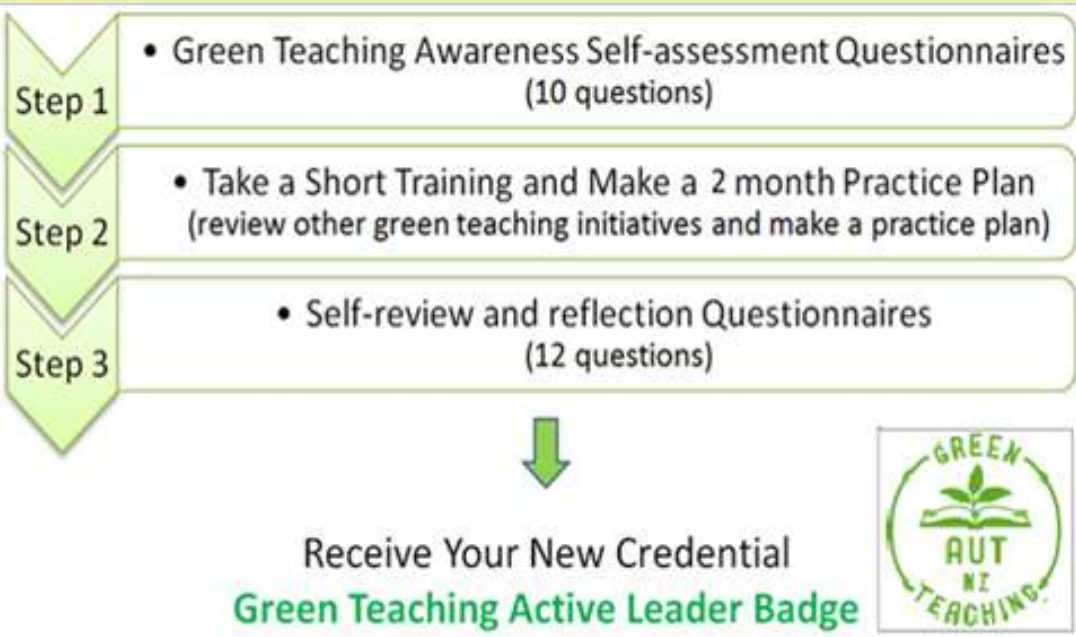 Step 1
• Green Teaching Awareness Self-assessment Questionnaires
(10 questions)
Step 2
• Take a Short Training and Make a 2 month Practice Plan
(review other green teaching initiatives and make a practice plan)
Step 3
• Self-review and reflection Questionnaires
(12 questions)
Receive Your New Credential
Green Teaching Active Leader Badge
GREEN
AUT
NZ
TEACHING